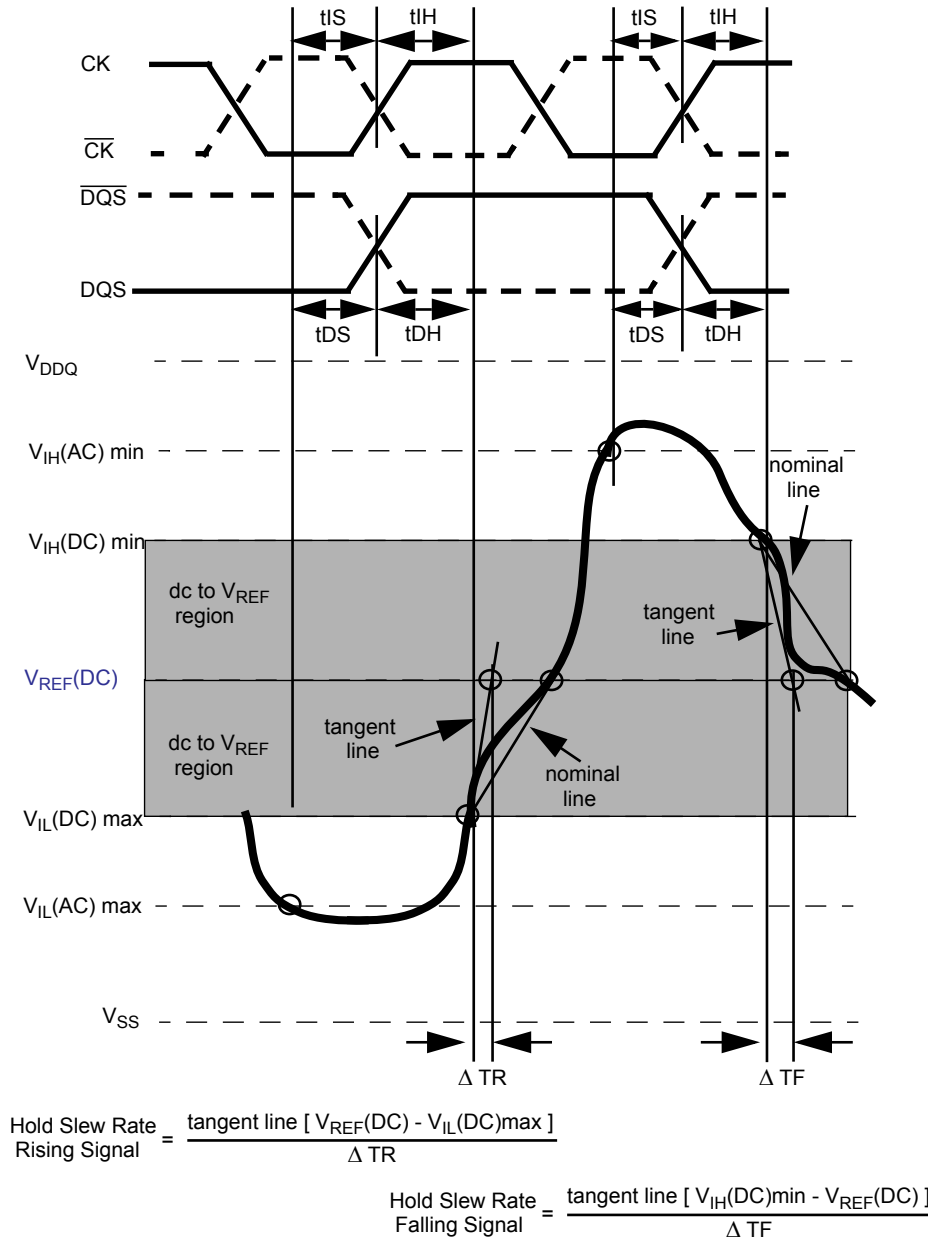 tIS tIH tIS tIH
CK
CK
DQS
DQS
tDS tDH tDS tDH
VDDQ
VIH(AC) min
nominal
line
VIH(DC) min
dc to VREF
region
tangent
line
VREF(DC)
tangent
line
dc to VREF
region
nominal
line
VIL(DC) max
VIL(AC) max
VSS
Δ TR Δ TF
Hold Slew Rate
Rising Signal = tangent line [ VREF(DC) - VIL(DC)max ]
Δ TR
Hold Slew Rate
Falling Signal = tangent line [ VIH(DC)min - VREF(DC) ]
Δ TF